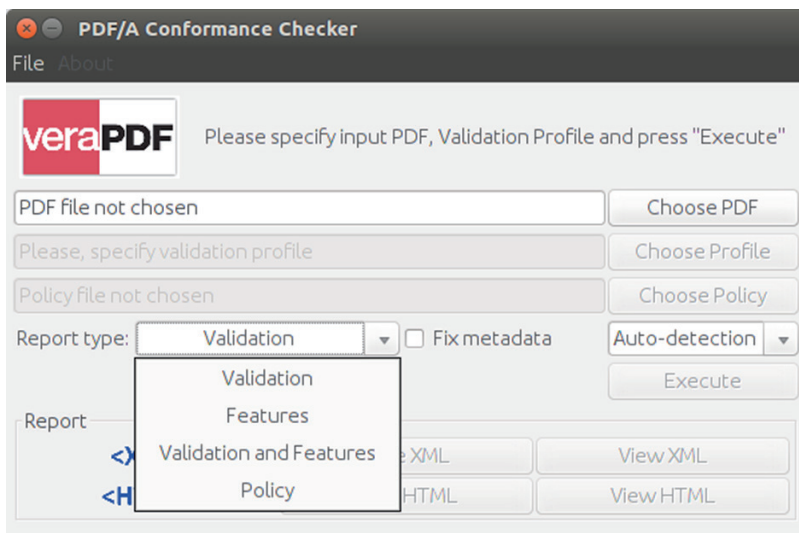 PDF/A Conformance Checker
File About
veraPDF Please specify input PDF, Validation Profile and press "Execute"
PDF file not chosen Choose PDF
Please, specify validation profile Choose Profile
Policy file not chosen Choose Policy
Report type: Validation Fix metadata Auto-detection
Validation Execute
Features
Report
Validation and Features XML View XML
Policy HTML View HTML